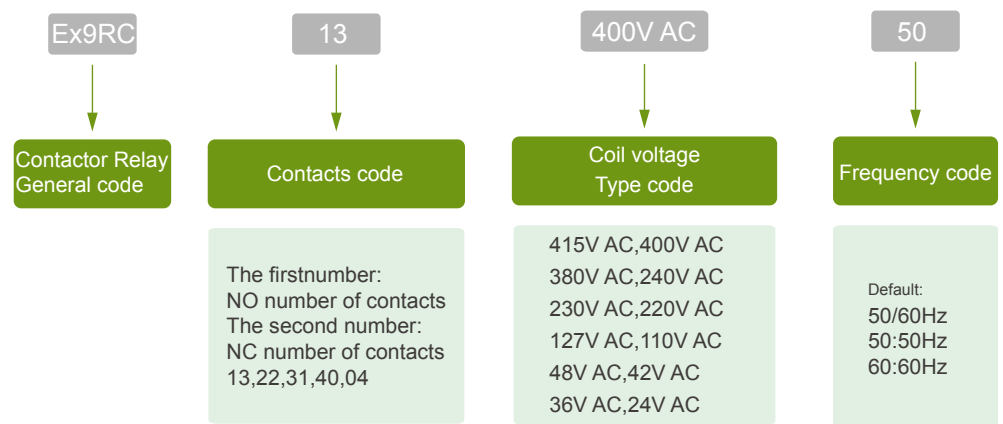 Ex9RC
13
400V AC
50
Contactor Relay
General code
Contacts code
Coil voltage
Type code
Frequency code
The firstnumber:
NO number of contacts
The second number:
NC number of contacts
13,22,31,40,04
415V AC,400V AC
380V AC,240V AC
230V AC,220V AC
127V AC,110V AC
48V AC,42V AC
36V AC,24V AC
Default:
50/60Hz
50:50Hz
60:60Hz